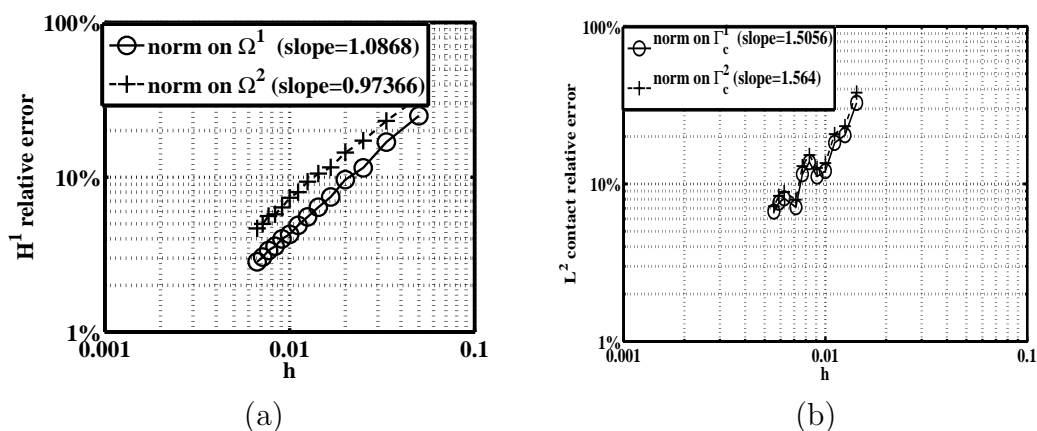 100%
norm on Ω¹ (slope=1.0868)
norm on Ω² (slope=0.97366)
10%
1%
0.001
0.01
0.1
h
H¹ relative error
(a)
100%
norm on Γ_c¹ (slope=1.5056)
norm on Γ_c² (slope=1.564)
10%
1%
0.001
0.01
0.1
h
L² contact relative error
(b)